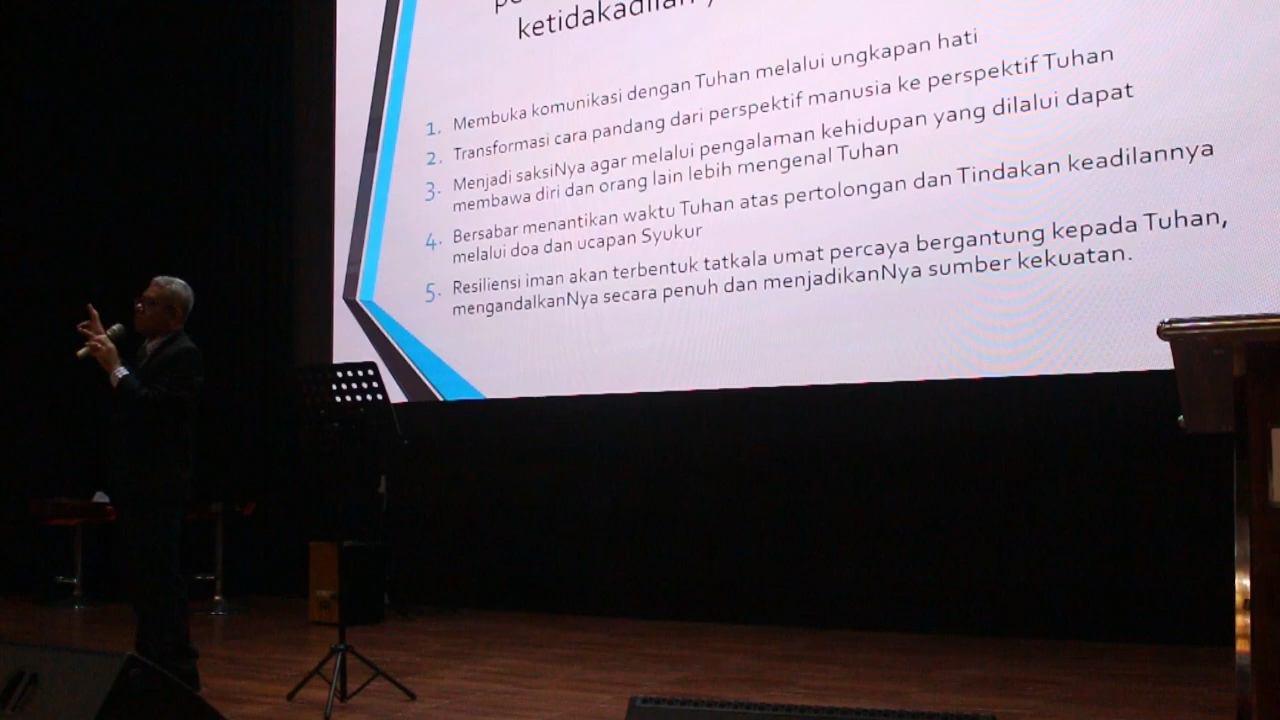 1. Membuka komunikasi dengan Tuhan melalui ungkapan hati
2. Transformasi cara pandang dari perspektif manusia ke perspektif Tuhan
3. Menjadi saksiNya agar melalui pengalaman kehidupan yang dilalui dapat
membawa diri dan orang lain lebih mengenal Tuhan
4. Bersabar menantikan waktu Tuhan atas pertolongan dan Tindakan keadilannya
melalui doa dan ucapan Syukur
5. Resiliensi iman akan terbentuk tatkala umat percaya bergantung kepada Tuhan,
mengandalkanNya secara penuh dan menjadikanNya sumber kekuatan.